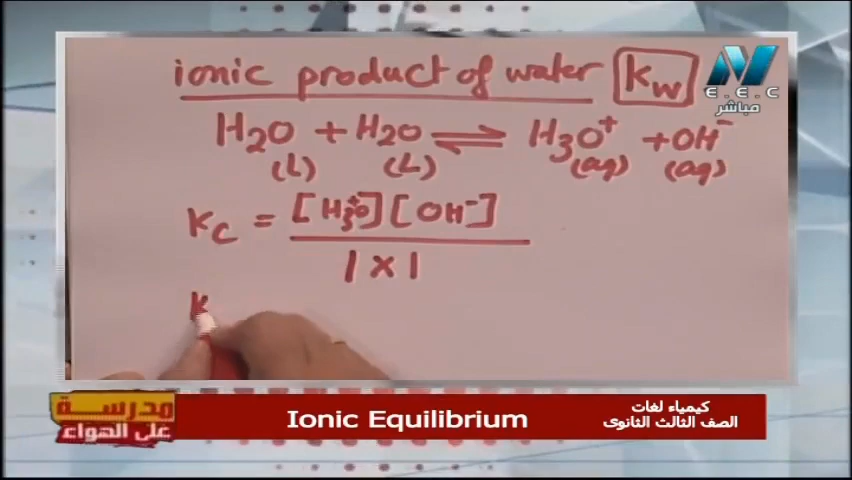 ionic product of water Kw
E.E.C
مباشر
H2O + H2O ⇌ H3O+ + OH-
(L) (L) (aq) (aq)
Kc = [H3O+] [OH-]
1 x 1
K
مدرسة
على الهواء
Ionic Equilibrium
كيمياء لغات
الصف الثالث الثانوى